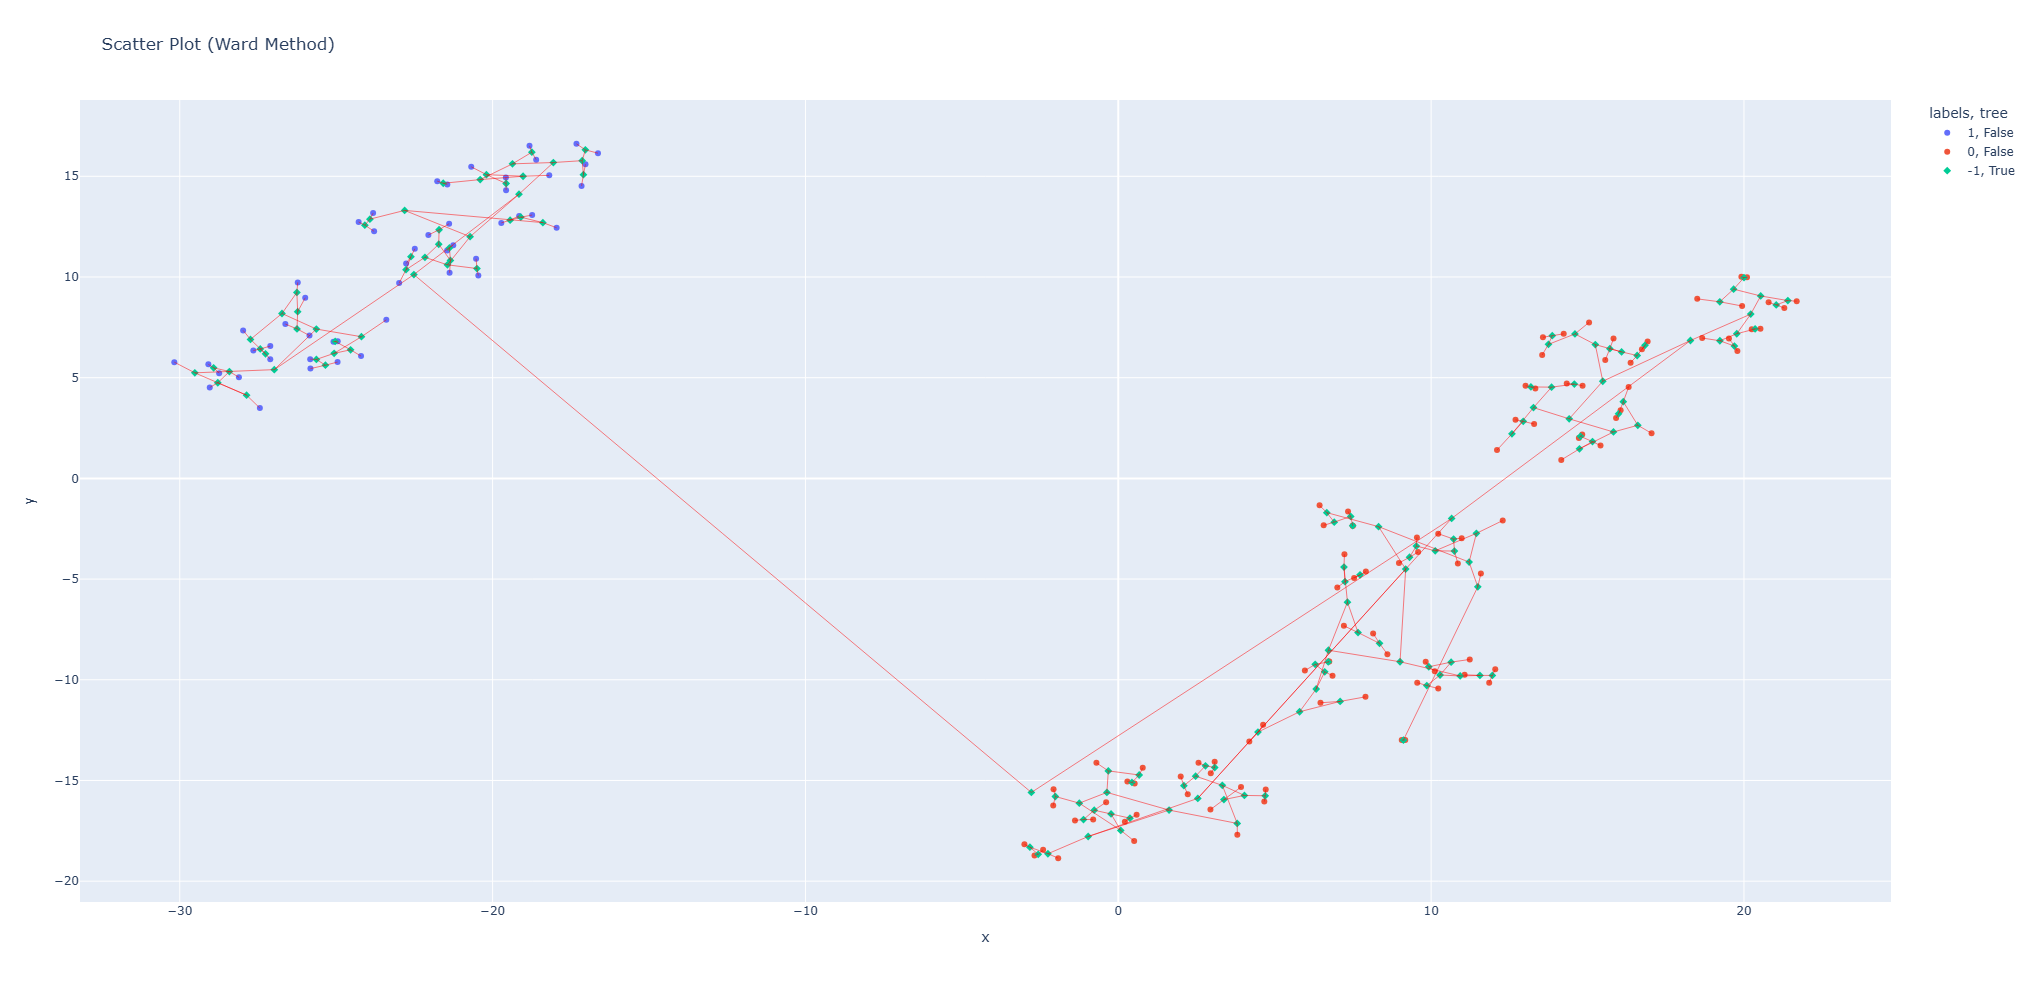 Scatter Plot (Ward Method)
labels, tree
1, False
0, False
-1, True
15
10
5
0
−5
−10
−15
−20
y
−30
−20
−10
0
10
20
x